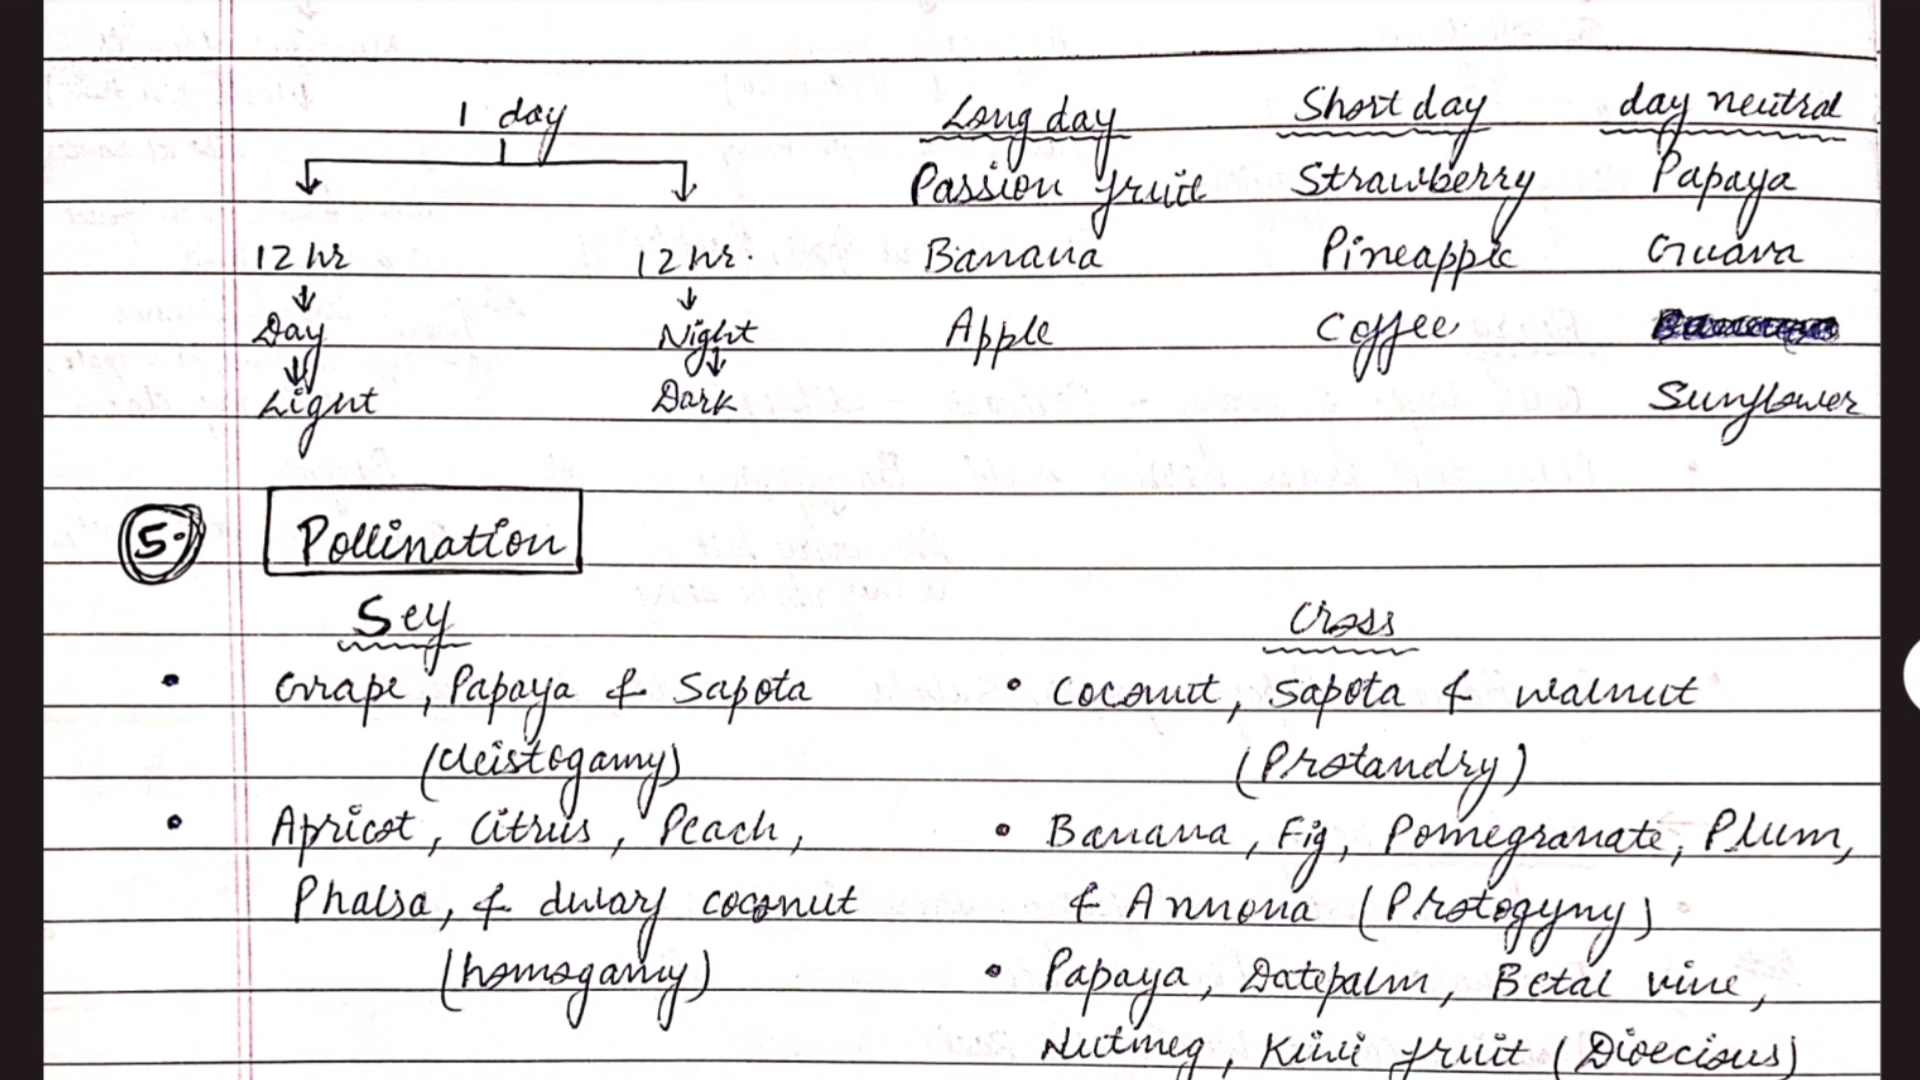 1 day Long day Short day day neutral
Passion fruit Strawberry Papaya
12 hr 12 hr. Banana Pineapple Guava
Day Night Apple Coffee
Light Dark Sunflower
5. Pollination
Self Cross
• Grape, Papaya & Sapota • Coconut, Sapota & walnut
(cleistogamy) (Protandry)
• Apricot, Citrus, Peach, • Banana, Fig, Pomegranate, Plum,
Phalsa, & dwarf coconut & Annona (Protogyny)
(homogamy) • Papaya, Datepalm, Betal vine,
Nutmeg, Kiwi fruit (Dioecious)